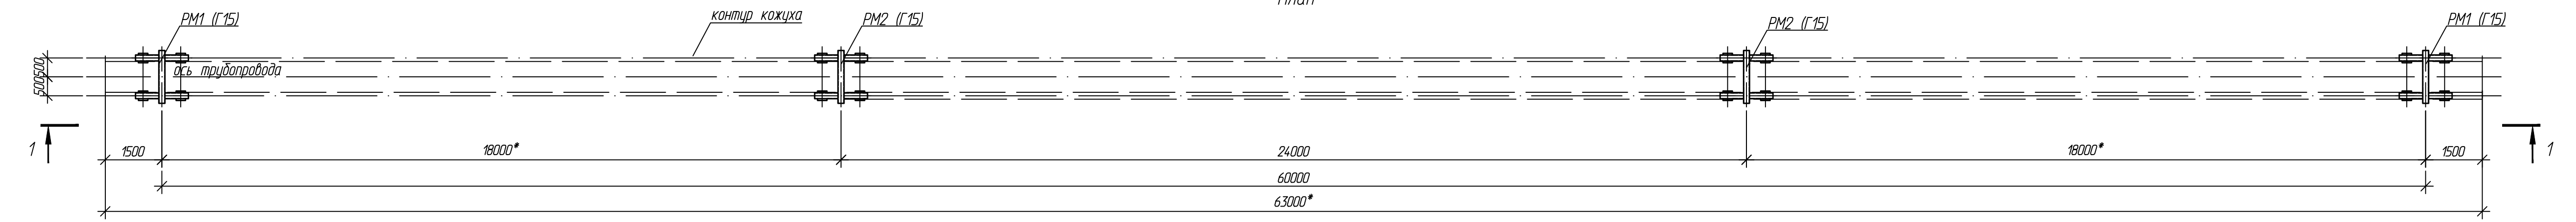 План
РМ1 (Г15)
контур кожуха
РМ2 (Г15)
РМ2 (Г15)
РМ1 (Г15)
500
500
ось трубопровода
1
1500
18000*
24000
18000*
1500
1
60000
63000*